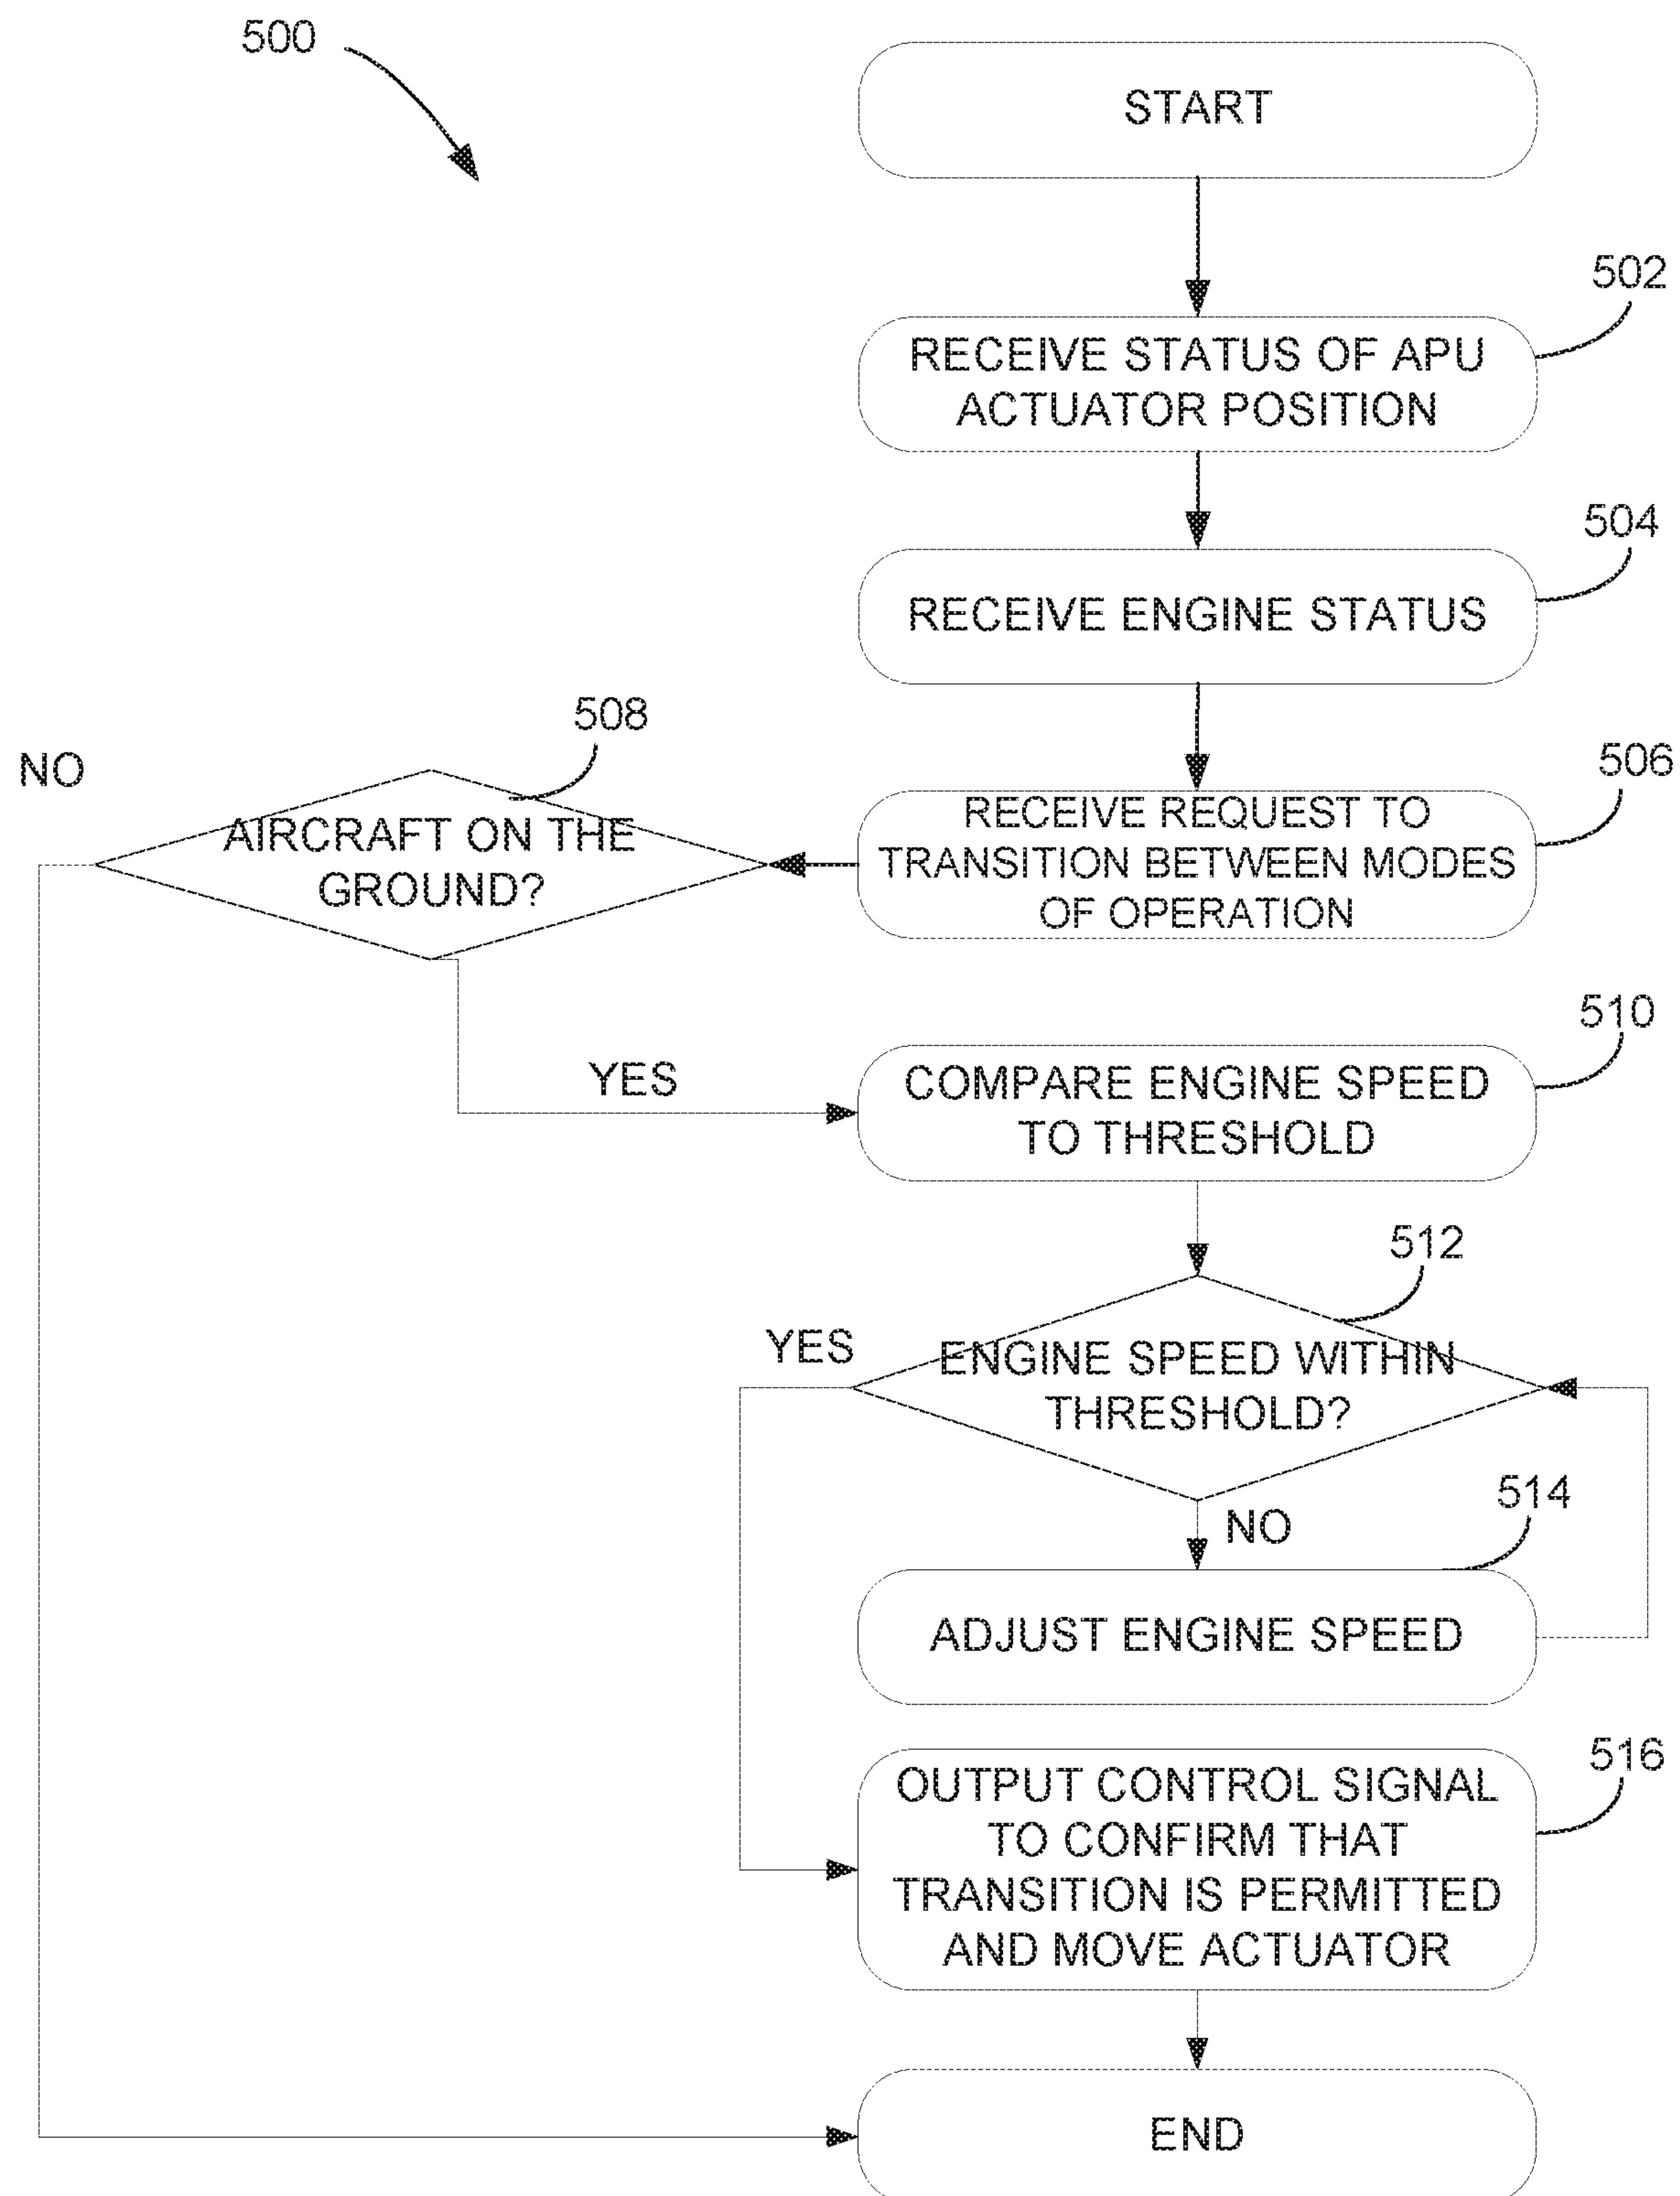 500
START
502
RECEIVE STATUS OF APU
ACTUATOR POSITION
504
RECEIVE ENGINE STATUS
506
RECEIVE REQUEST TO
TRANSITION BETWEEN MODES
OF OPERATION
508
NO
AIRCRAFT ON THE
GROUND?
YES
510
COMPARE ENGINE SPEED
TO THRESHOLD
512
YES
ENGINE SPEED WITHIN
THRESHOLD?
NO
514
ADJUST ENGINE SPEED
516
OUTPUT CONTROL SIGNAL
TO CONFIRM THAT
TRANSITION IS PERMITTED
AND MOVE ACTUATOR
END